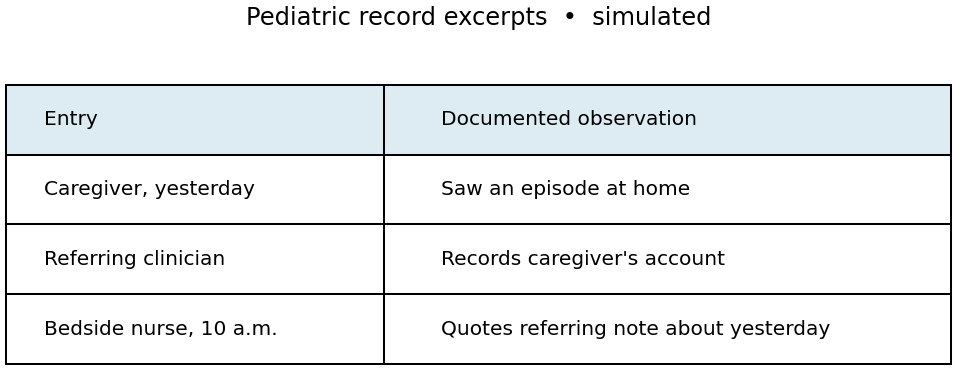 Pediatric record excerpts • simulated
Entry Documented observation
Caregiver, yesterday Saw an episode at home
Referring clinician Records caregiver's account
Bedside nurse, 10 a.m. Quotes referring note about yesterday